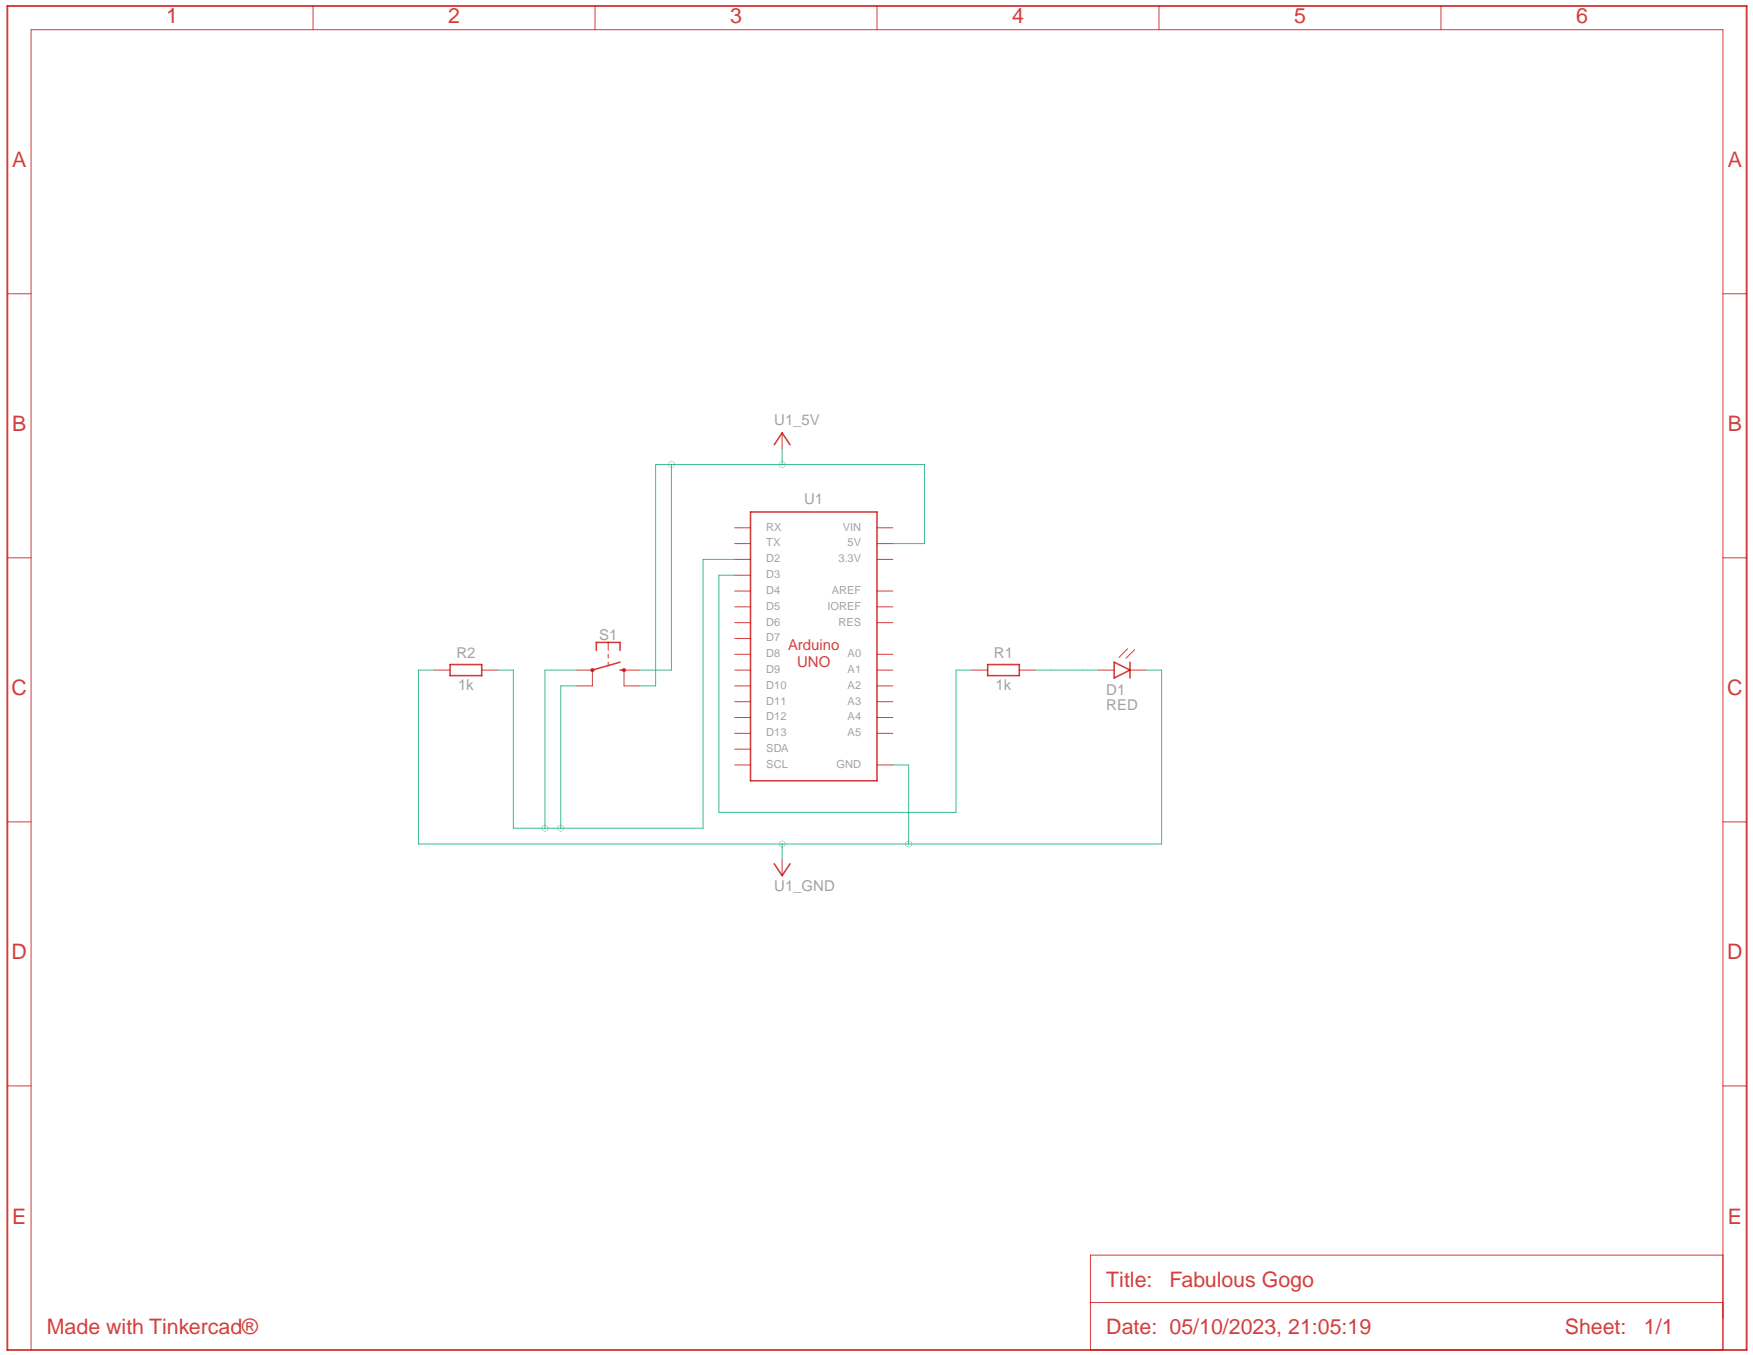 1 2 3 4 5 6
A A
B B
U1_5V
U1
RX VIN
TX 5V
D2 3.3V
D3
D4 AREF
D5 IOREF
D6 RES
S1
D7
Arduino
UNO
R2
1k
D8 A0
D9 A1
D10 A2
D11 A3
D12 A4
D13 A5
SDA
SCL GND
R1
1k
D1
RED
C C
U1_GND
D D
E E
Title: Fabulous Gogo
Date: 05/10/2023, 21:05:19 Sheet: 1/1
Made with Tinkercad®